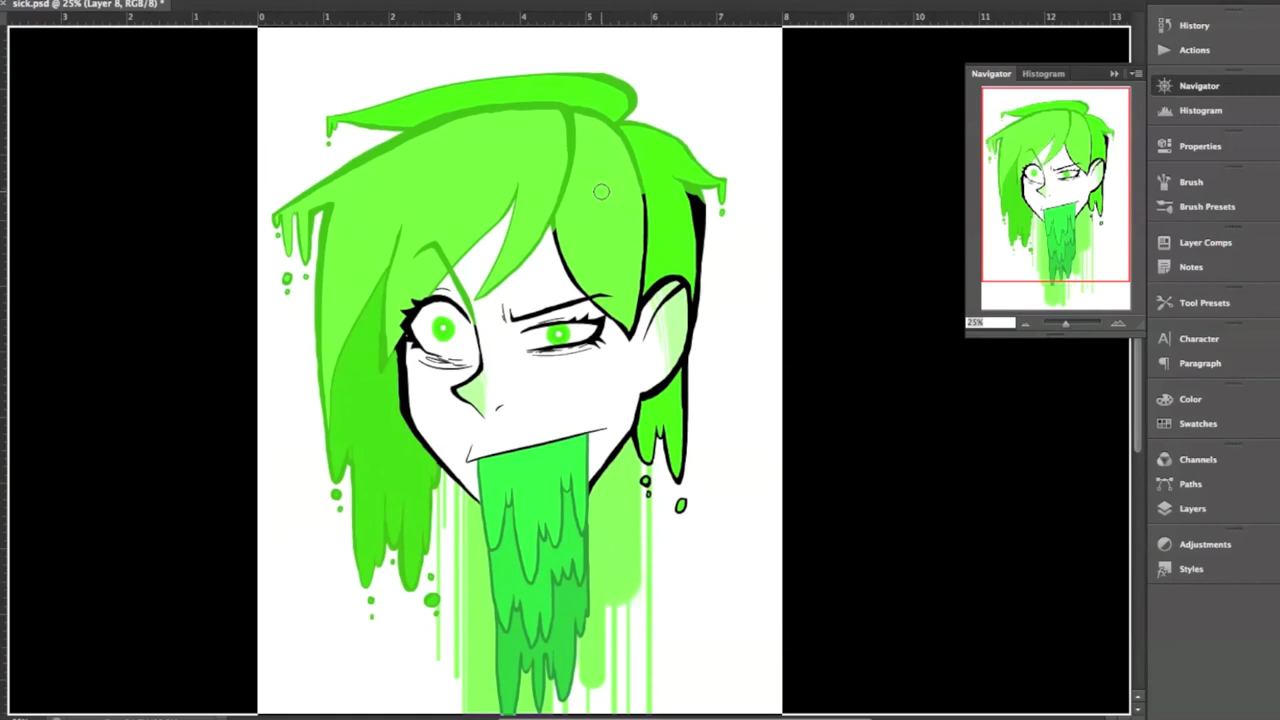 sick.psd @ 25% (Layer 8, RGB/8) *
3 2 1 0 1 2 3 4 5 6 7 8 9 10 11 12 13
Navigator Histogram
25%
History
Actions
Navigator
Histogram
Properties
Brush
Brush Presets
Layer Comps
Notes
Tool Presets
Character
Paragraph
Color
Swatches
Channels
Paths
Layers
Adjustments
Styles